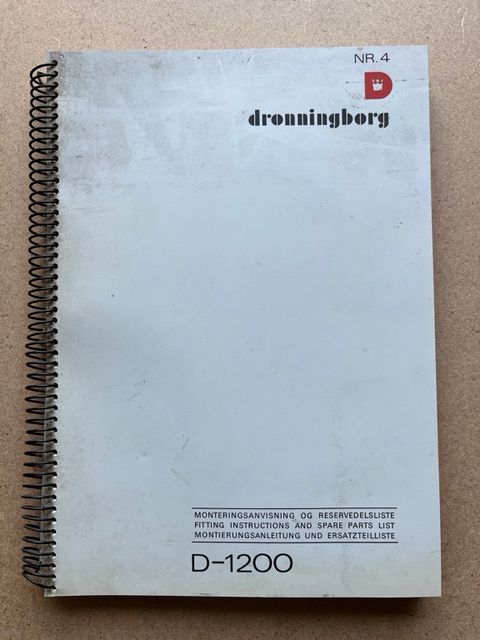 NR. 4
D
dronningborg
MONTERINGSANVISNING OG RESERVEDELSLISTE
FITTING INSTRUCTIONS AND SPARE PARTS LIST
MONTIERUNGSANLEITUNG UND ERSATZTEILLISTE
D-1200